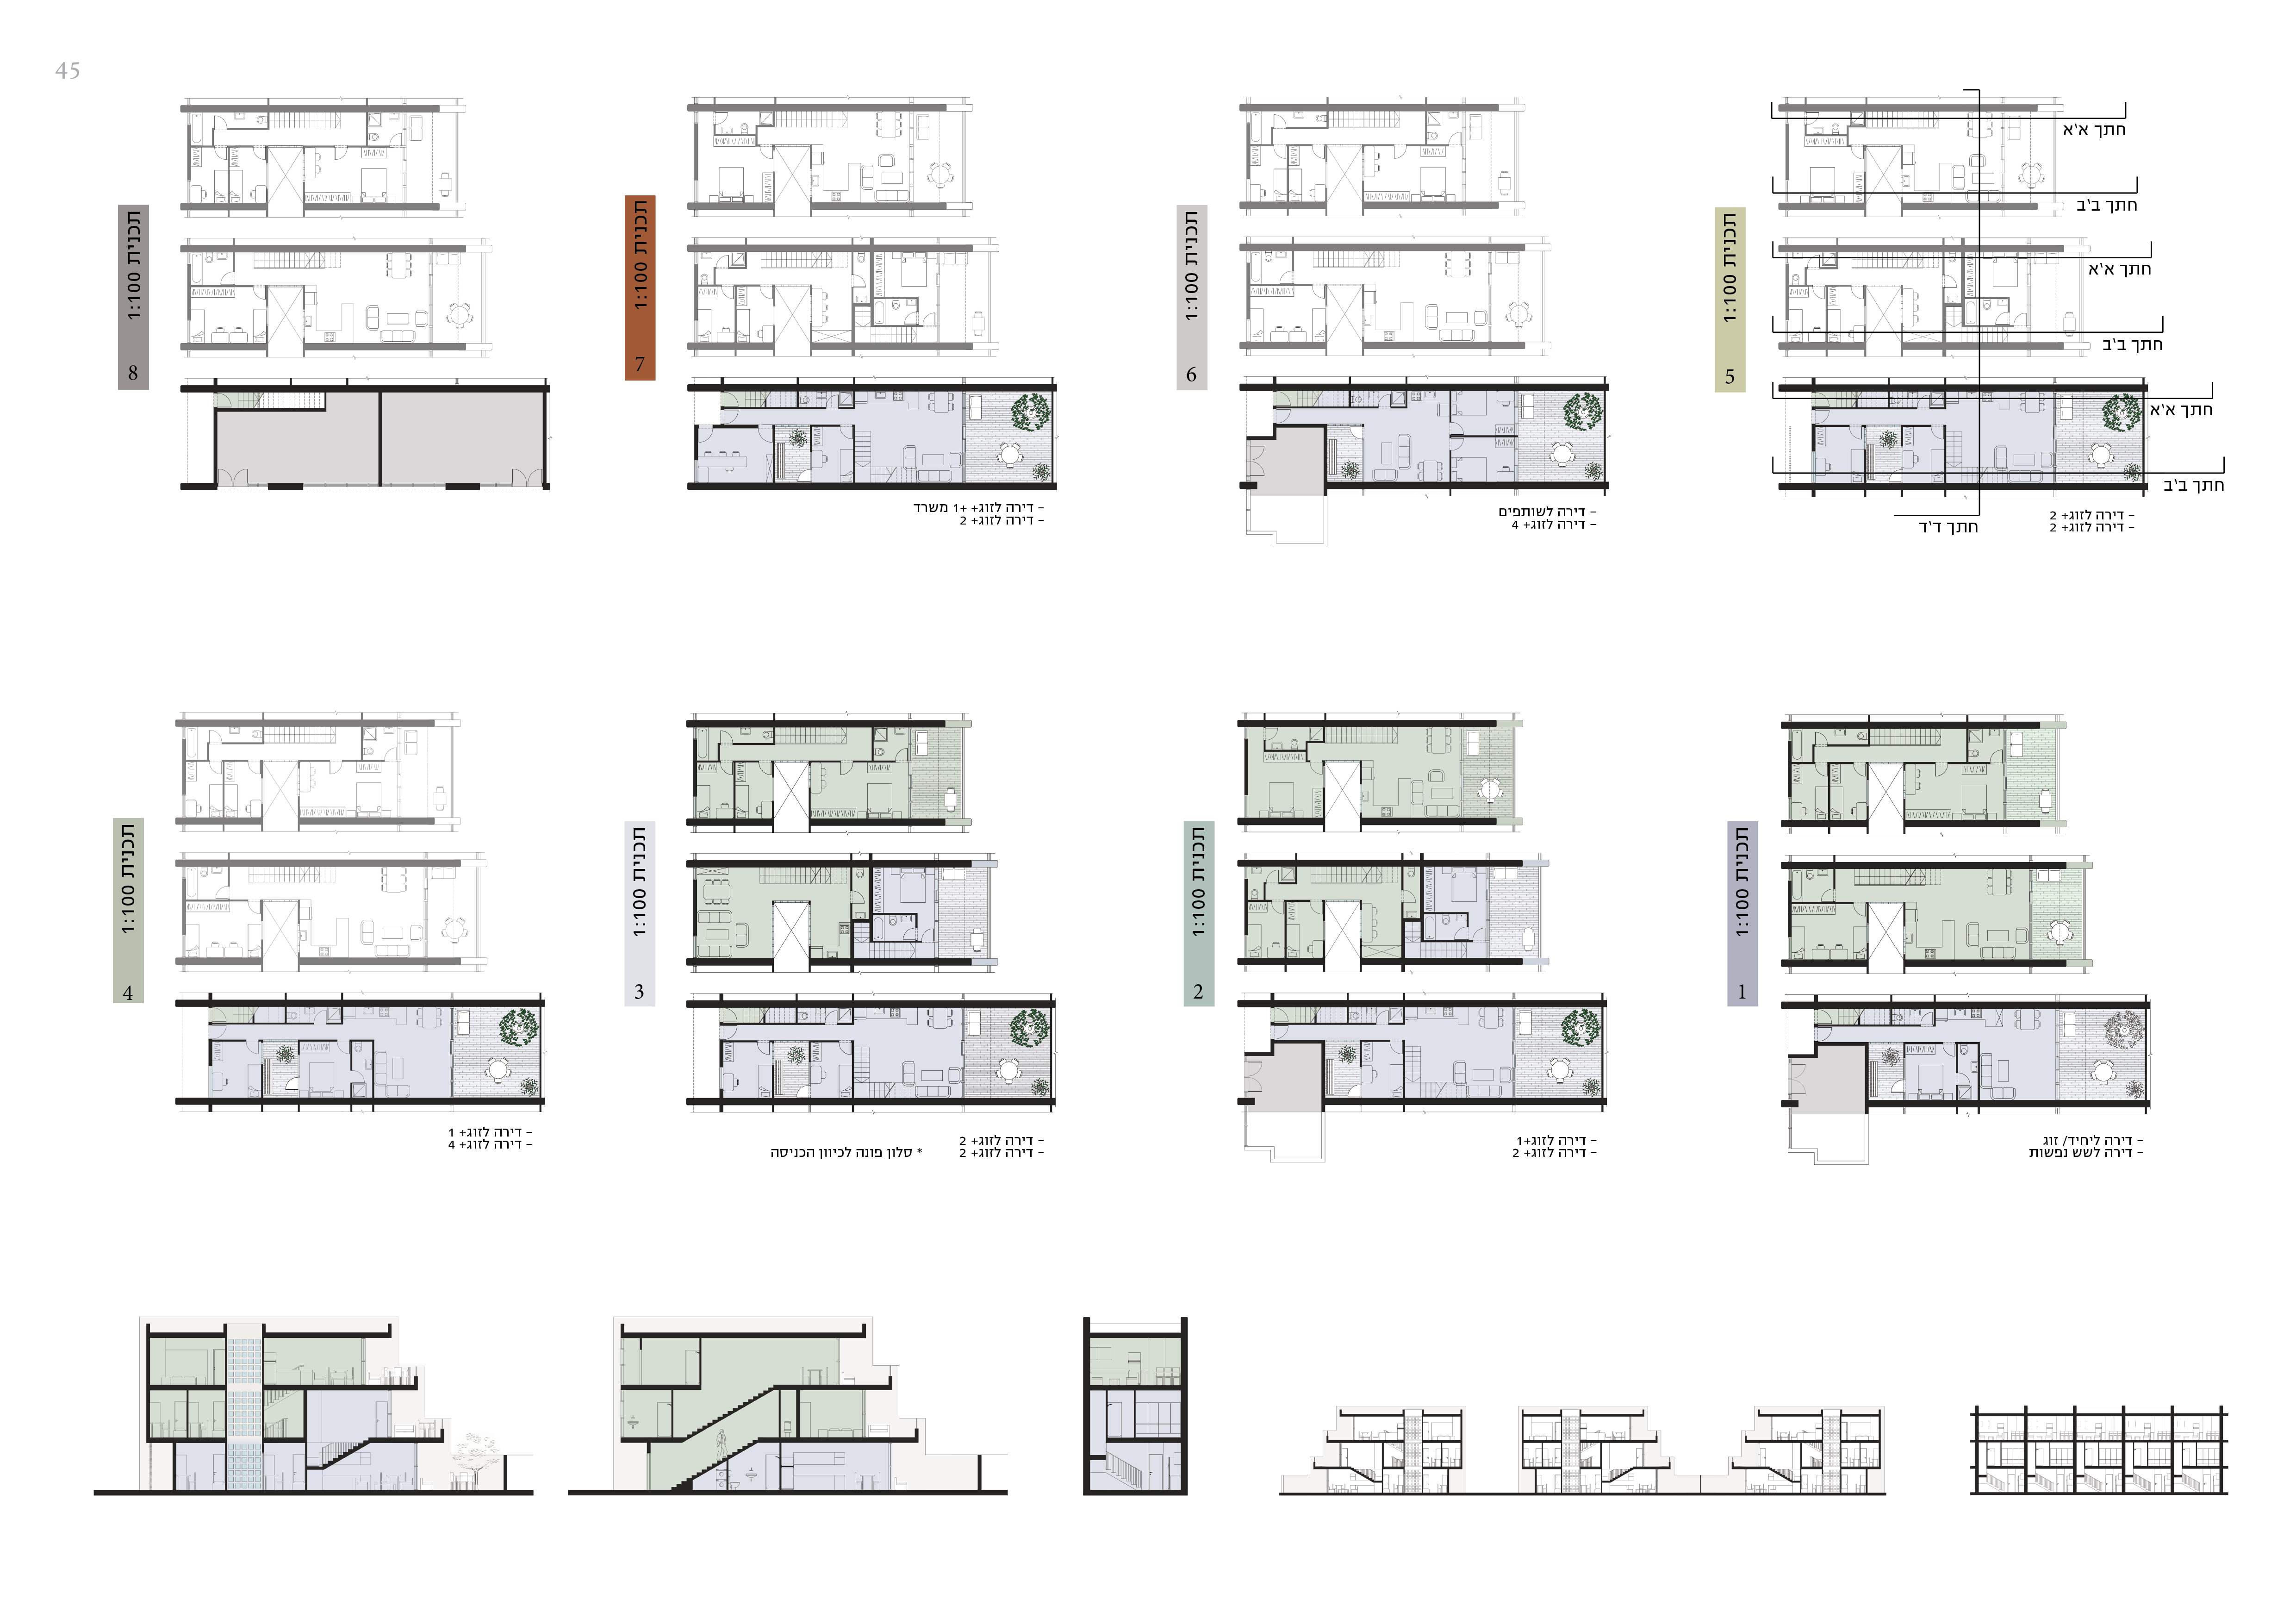 45
חתך א'א
חתך ב'ב
חתך א'א
חתך ב'ב
חתך א'א
חתך ב'ב
חתך ד'ד
תכנית 1:100
5
– דירה לזוג+ 2
– דירה לזוג+ 2
תכנית 1:100
6
– דירה לשותפים
– דירה לזוג+ 4
תכנית 1:100
7
– דירה לזוג+ +1 משרד
– דירה לזוג+ 2
תכנית 1:100
8
תכנית 1:100
1
– דירה ליחיד/ זוג
– דירה לשש נפשות
תכנית 1:100
2
– דירה לזוג+1
– דירה לזוג+ 2
תכנית 1:100
3
– דירה לזוג+ 2
– דירה לזוג+ 2
* סלון פונה לכיוון הכניסה
תכנית 1:100
4
– דירה לזוג+ 1
– דירה לזוג+ 4